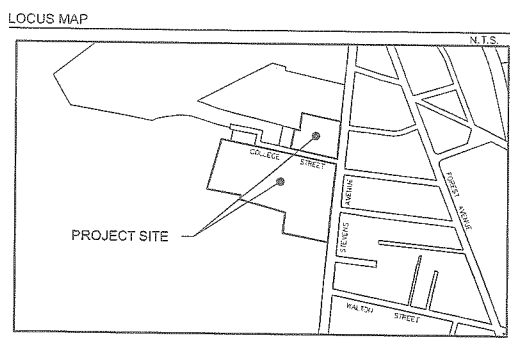 LOCUS MAP
N.T.S.
COLLEGE STREET
PROJECT SITE
STEVENS AVENUE
FOREST AVENUE
WALTON STREET